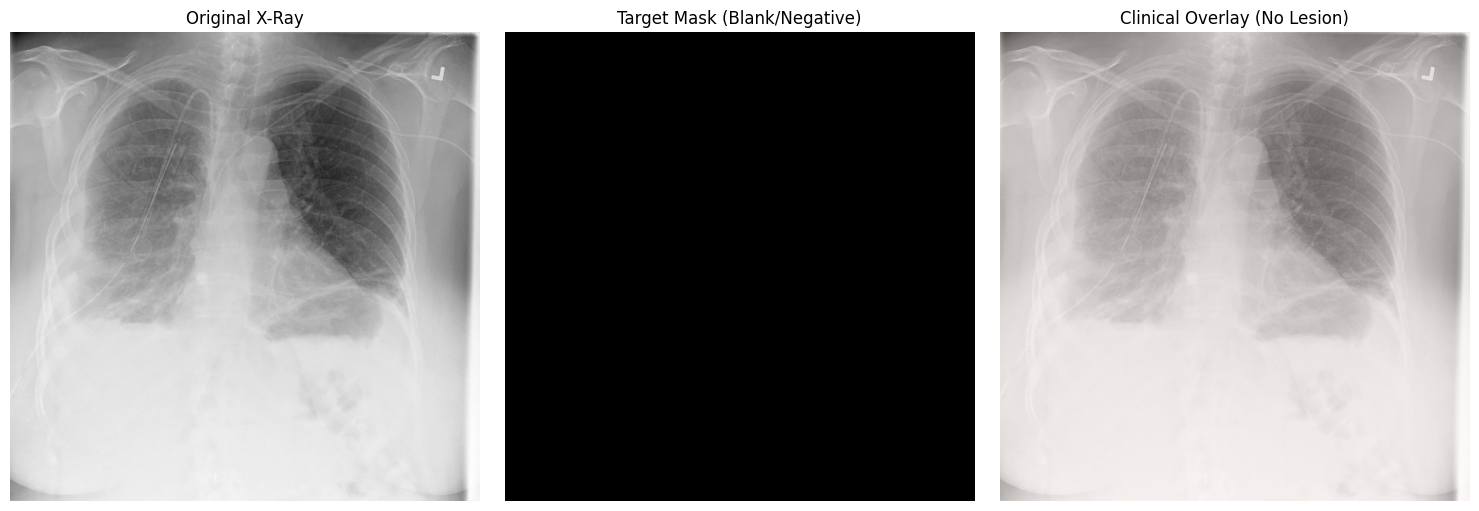 Original X-Ray
Target Mask (Blank/Negative)
Clinical Overlay (No Lesion)
L
L